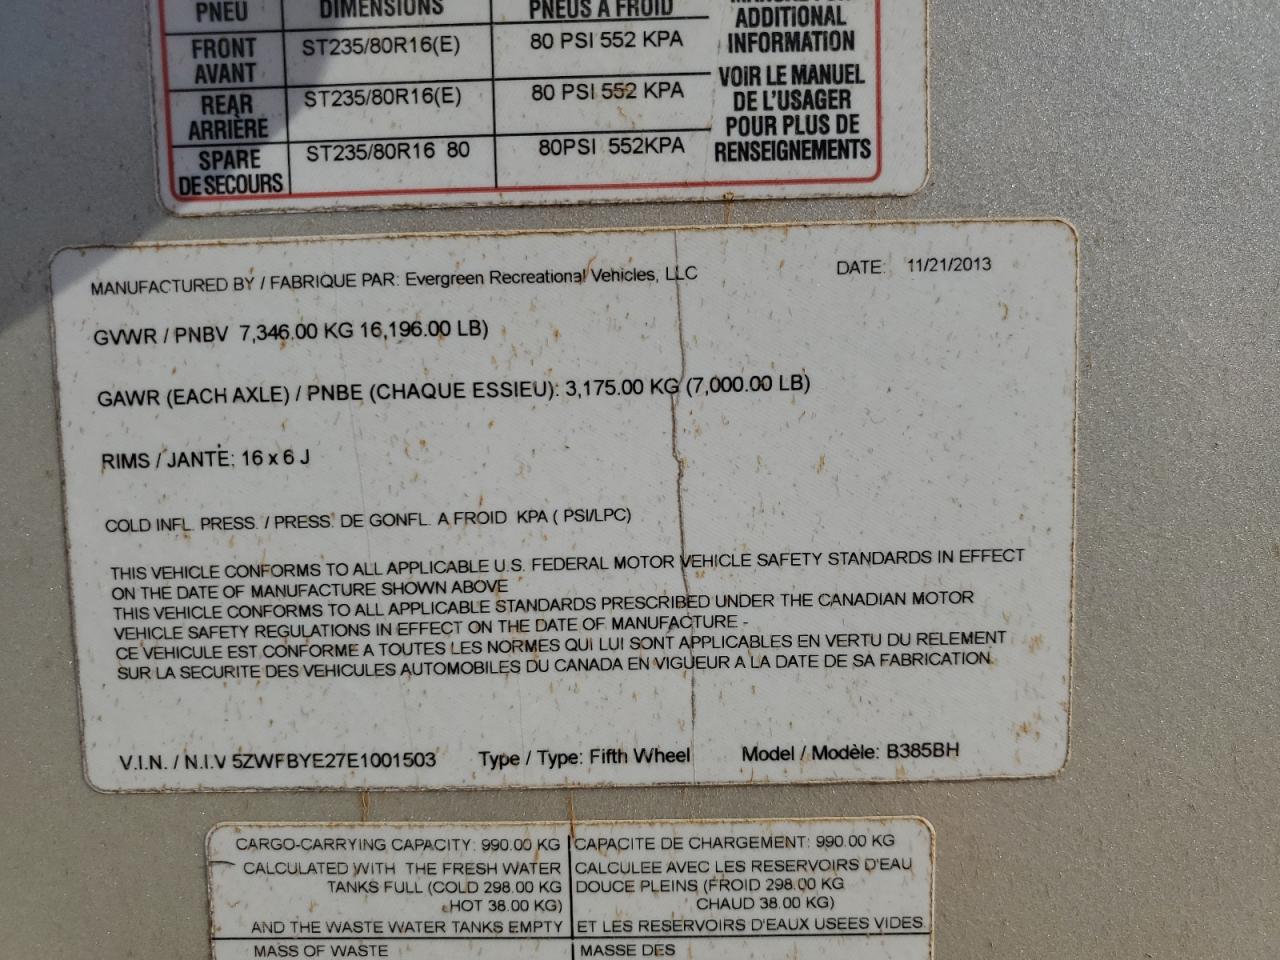 PNEU DIMENSIONS PNEUS A FROID
ADDITIONAL
INFORMATION
FRONT
AVANT ST235/80R16(E) 80 PSI 552 KPA
VOIR LE MANUEL
DE L'USAGER
POUR PLUS DE
RENSEIGNEMENTS
REAR
ARRIÈRE ST235/80R16(E) 80 PSI 552 KPA
SPARE
DE SECOURS ST235/80R16 80 80PSI 552KPA
MANUFACTURED BY / FABRIQUE PAR: Evergreen Recreational Vehicles, LLC DATE: 11/21/2013
GVWR / PNBV 7,346.00 KG 16,196.00 LB)
GAWR (EACH AXLE) / PNBE (CHAQUE ESSIEU): 3,175.00 KG (7,000.00 LB)
RIMS / JANTE: 16 x 6 J
COLD INFL. PRESS. / PRESS. DE GONFL. A FROID KPA ( PSI/LPC)
THIS VEHICLE CONFORMS TO ALL APPLICABLE U.S. FEDERAL MOTOR VEHICLE SAFETY STANDARDS IN EFFECT
ON THE DATE OF MANUFACTURE SHOWN ABOVE
THIS VEHICLE CONFORMS TO ALL APPLICABLE STANDARDS PRESCRIBED UNDER THE CANADIAN MOTOR
VEHICLE SAFETY REGULATIONS IN EFFECT ON THE DATE OF MANUFACTURE -
CE VEHICULE EST CONFORME A TOUTES LES NORMES QUI LUI SONT APPLICABLES EN VERTU DU RELEMENT
SUR LA SECURITE DES VEHICULES AUTOMOBILES DU CANADA EN VIGUEUR A LA DATE DE SA FABRICATION.
V.I.N. / N.I.V 5ZWFBYE27E1001503 Type / Type: Fifth Wheel Model / Modèle: B385BH
CARGO-CARRYING CAPACITY: 990.00 KG
CALCULATED WITH THE FRESH WATER
TANKS FULL (COLD 298.00 KG
HOT 38.00 KG)
AND THE WASTE WATER TANKS EMPTY
MASS OF WASTE
CAPACITE DE CHARGEMENT: 990.00 KG
CALCULEE AVEC LES RESERVOIRS D'EAU
DOUCE PLEINS (FROID 298.00 KG
CHAUD 38.00 KG)
ET LES RESERVOIRS D'EAUX USEES VIDES
MASSE DES